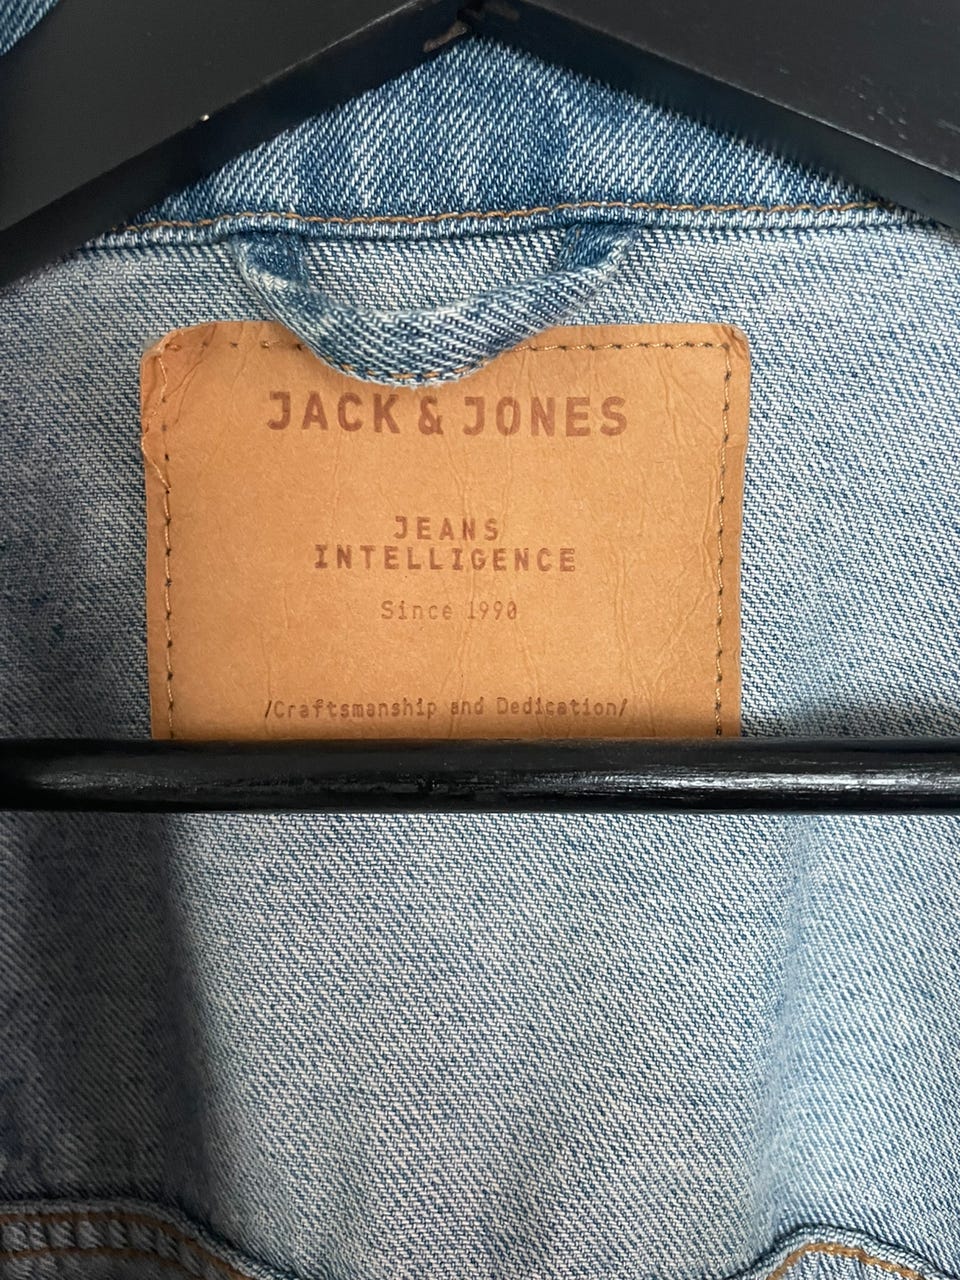 JACK & JONES
JEANS
INTELLIGENCE
Since 1990
/Craftsmanship and Dedication/